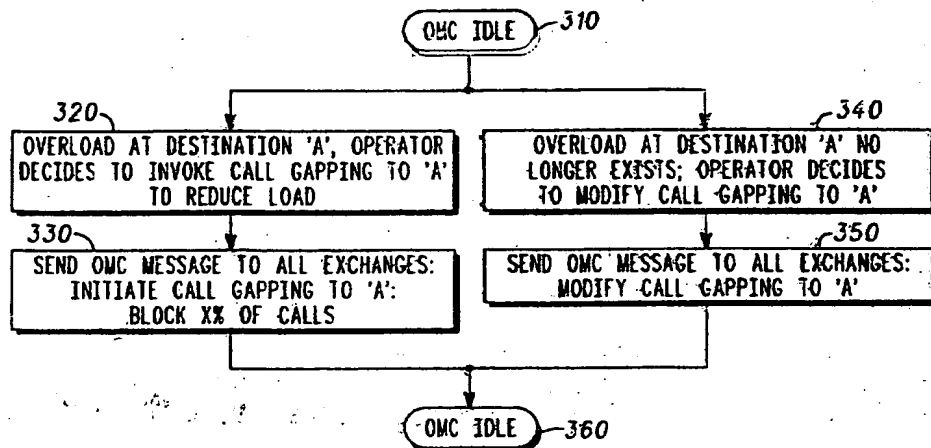 OMC IDLE
310
320
OVERLOAD AT DESTINATION 'A', OPERATOR
DECIDES TO INVOKE CALL GAPPING TO 'A'
TO REDUCE LOAD
340
OVERLOAD AT DESTINATION 'A' NO
LONGER EXISTS; OPERATOR DECIDES
TO MODIFY CALL GAPPING TO 'A'
330
SEND OMC MESSAGE TO ALL EXCHANGES:
INITIATE CALL GAPPING TO 'A':
BLOCK X% OF CALLS
350
SEND OMC MESSAGE TO ALL EXCHANGES:
MODIFY CALL GAPPING TO 'A'
OMC IDLE
360